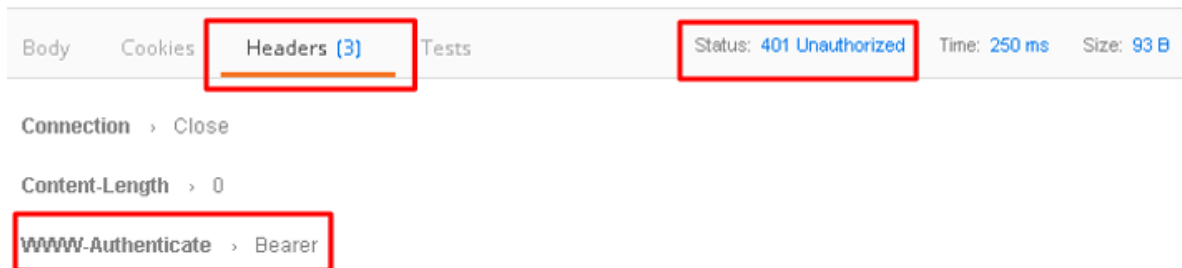 Body Cookies Headers (3) Tests Status: 401 Unauthorized Time: 250 ms Size: 93 B
Connection › Close
Content-Length › 0
WWW-Authenticate › Bearer